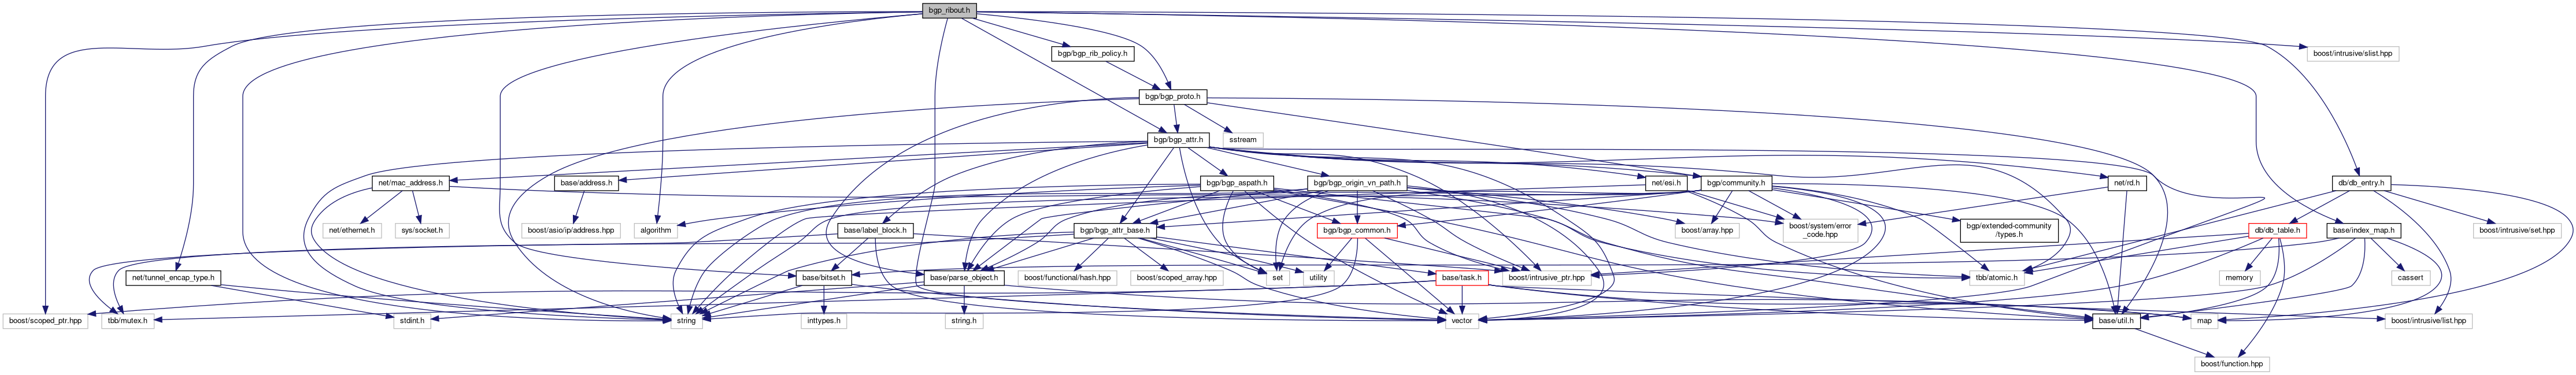 bgp_ribout.h
bgp/bgp_rib_policy.h
boost/intrusive/slist.hpp
bgp/bgp_proto.h
bgp/bgp_attr.h
sstream
net/mac_address.h
base/address.h
bgp/bgp_aspath.h
bgp/bgp_origin_vn_path.h
net/esi.h
bgp/community.h
net/rd.h
db/db_entry.h
net/ethernet.h
sys/socket.h
boost/asio/ip/address.hpp
algorithm
base/label_block.h
bgp/bgp_attr_base.h
bgp/bgp_common.h
boost/array.hpp
boost/system/error
_code.hpp
bgp/extended-community
/types.h
db/db_table.h
base/index_map.h
boost/intrusive/set.hpp
net/tunnel_encap_type.h
base/bitset.h
base/parse_object.h
boost/functional/hash.hpp
boost/scoped_array.hpp
set
utility
base/task.h
boost/intrusive_ptr.hpp
tbb/atomic.h
memory
cassert
boost/scoped_ptr.hpp
tbb/mutex.h
stdint.h
string
inttypes.h
string.h
vector
base/util.h
map
boost/intrusive/list.hpp
boost/function.hpp